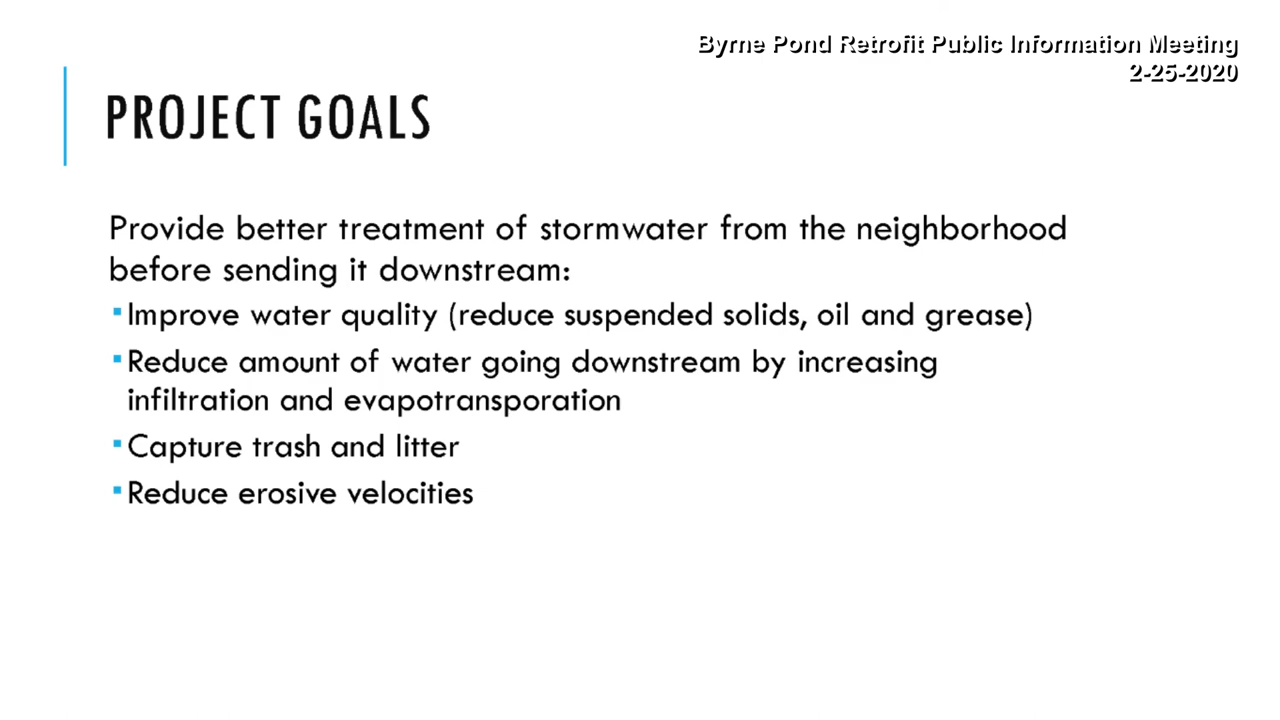 Byrne Pond Retrofit Public Information Meeting
2-25-2020
PROJECT GOALS
Provide better treatment of stormwater from the neighborhood
before sending it downstream:
▪Improve water quality (reduce suspended solids, oil and grease)
▪Reduce amount of water going downstream by increasing
infiltration and evapotransporation
▪Capture trash and litter
▪Reduce erosive velocities